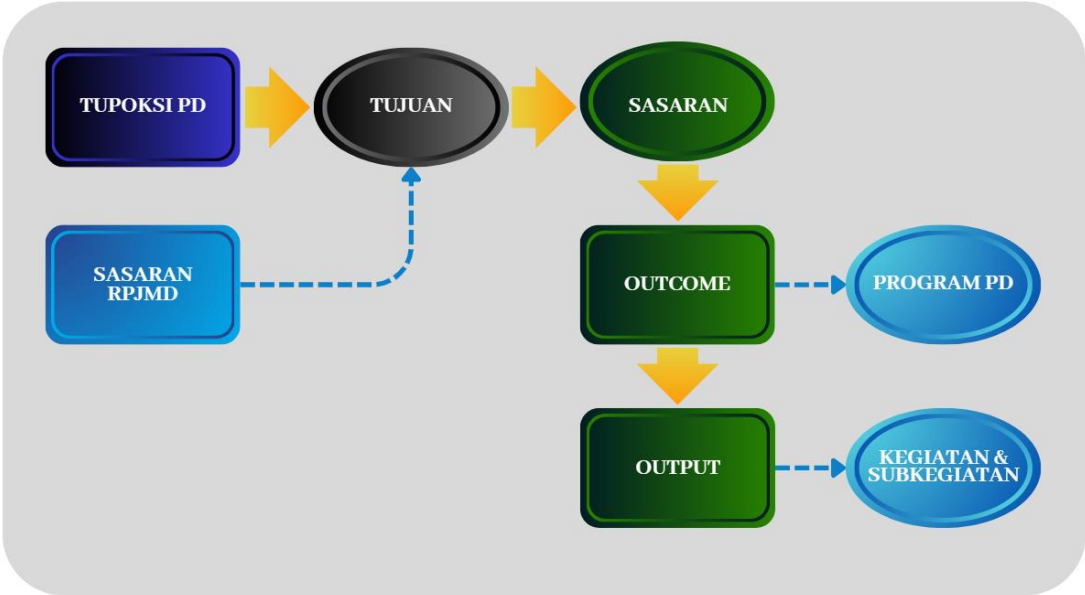 TUPOKSI PD
TUJUAN
SASARAN
SASARAN
RPJMD
OUTCOME
PROGRAM PD
OUTPUT
KEGIATAN &
SUBKEGIATAN